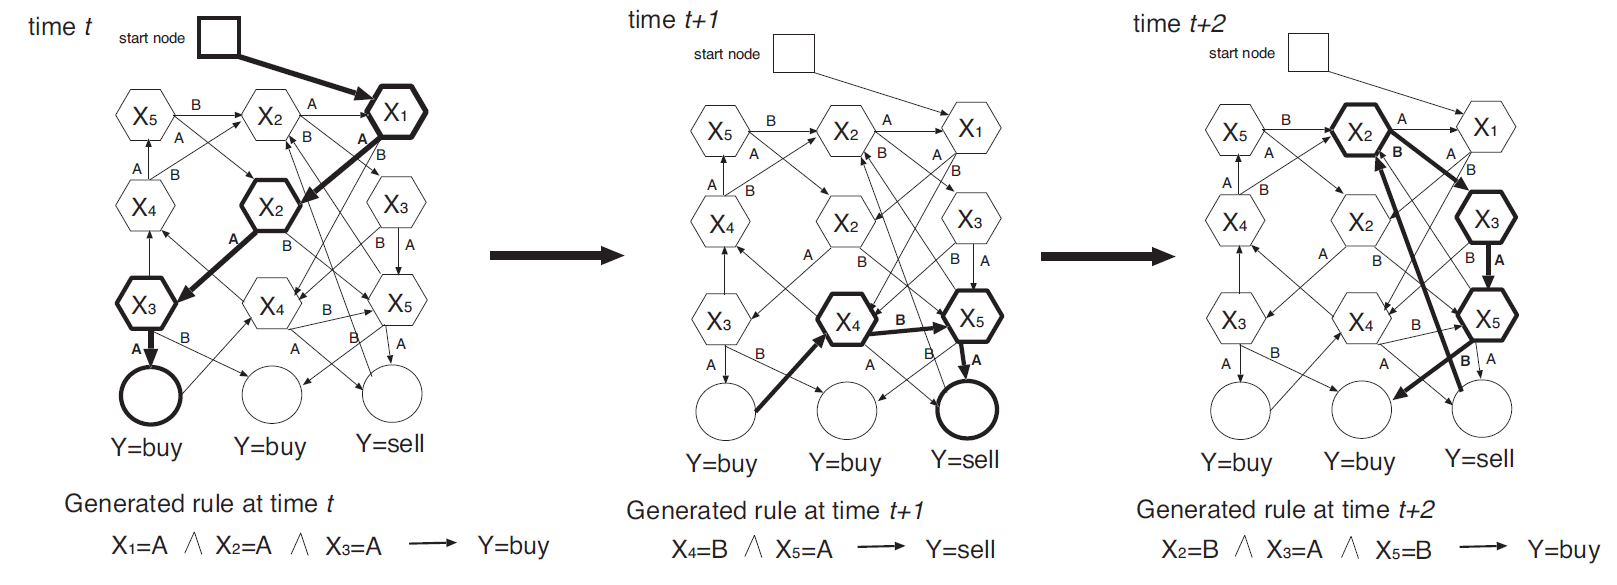 time t
start node
X5 B X2 A X1
A B A B
A B
X4 X2 X3
A B B A
X3 X4 B X5
A B A B A
Y=buy Y=buy Y=sell
Generated rule at time t
X1=A ∧ X2=A ∧ X3=A → Y=buy
time t+1
start node
X5 B X2 A X1
A B A B
A B
X4 X2 X3
A B B A
X3 X4 B X5
A B A B A
Y=buy Y=buy Y=sell
Generated rule at time t+1
X4=B ∧ X5=A → Y=sell
time t+2
start node
X5 B X2 A X1
A B A B
A B
X4 X2 X3
A B B A
X3 X4 B X5
A B A B A
Y=buy Y=buy Y=sell
Generated rule at time t+2
X2=B ∧ X3=A ∧ X5=B → Y=buy